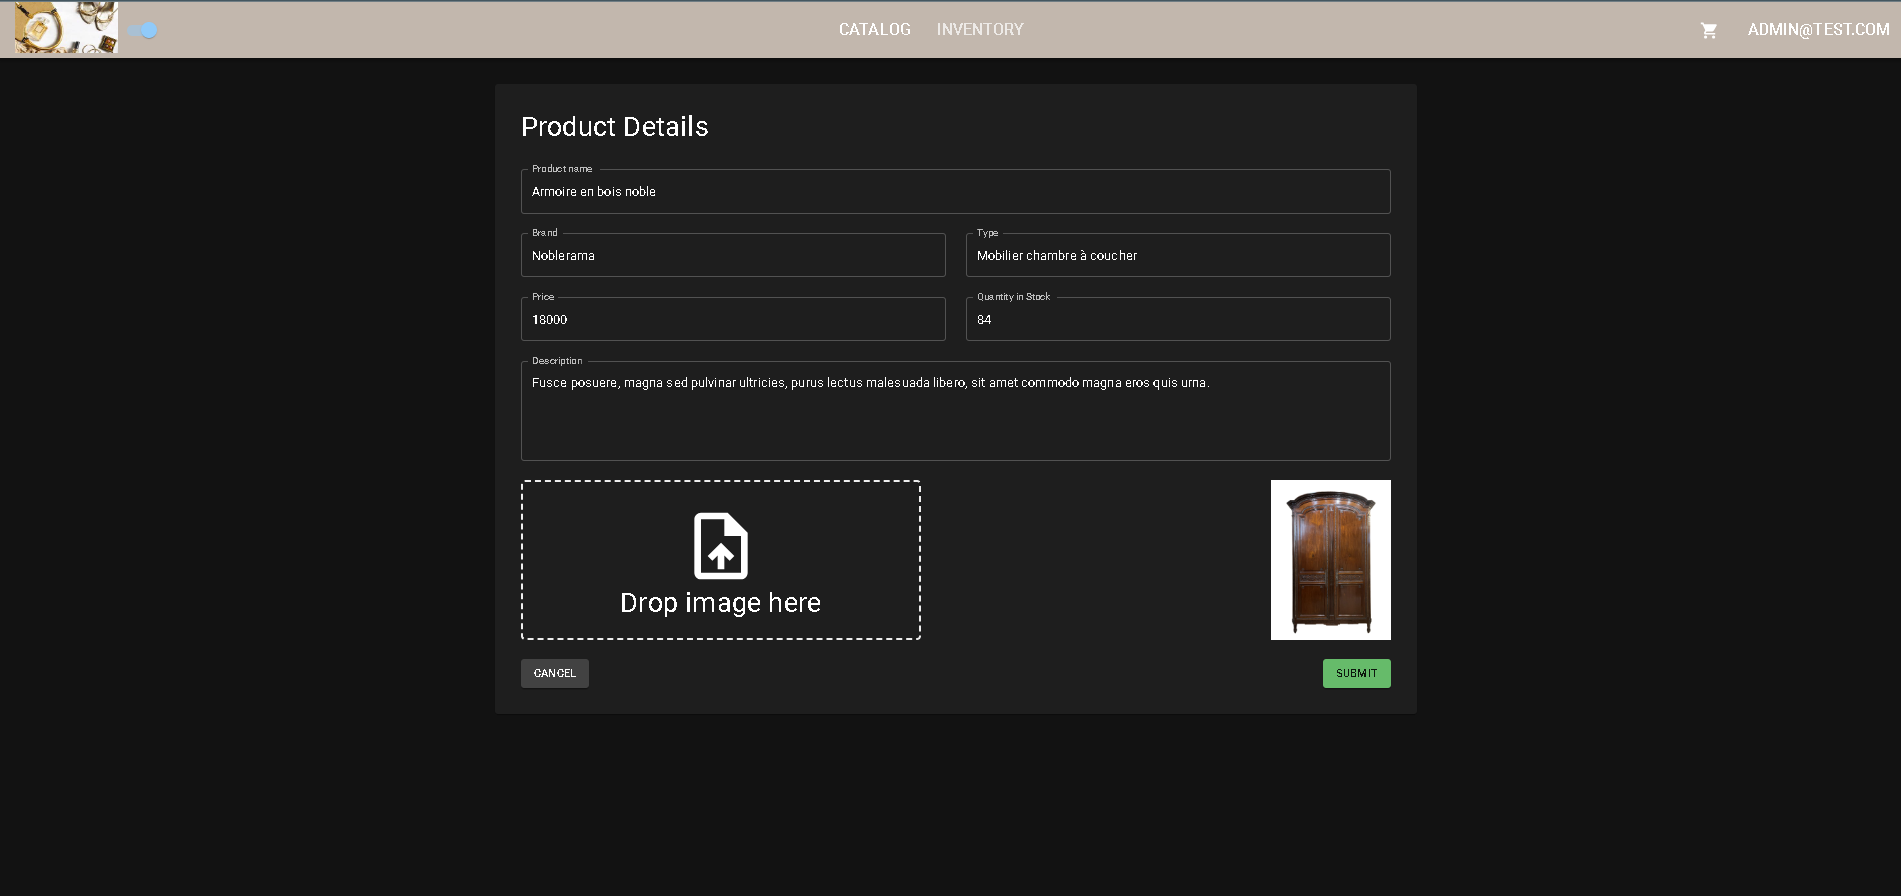 CATALOG INVENTORY ADMIN@TEST.COM
Product Details
Product name
Armoire en bois noble
Brand
Noblerama
Type
Mobilier chambre à coucher
Price
18000
Quantity in Stock
84
Description
Fusce posuere, magna sed pulvinar ultricies, purus lectus malesuada libero, sit amet commodo magna eros quis urna.
Drop image here
CANCEL
SUBMIT